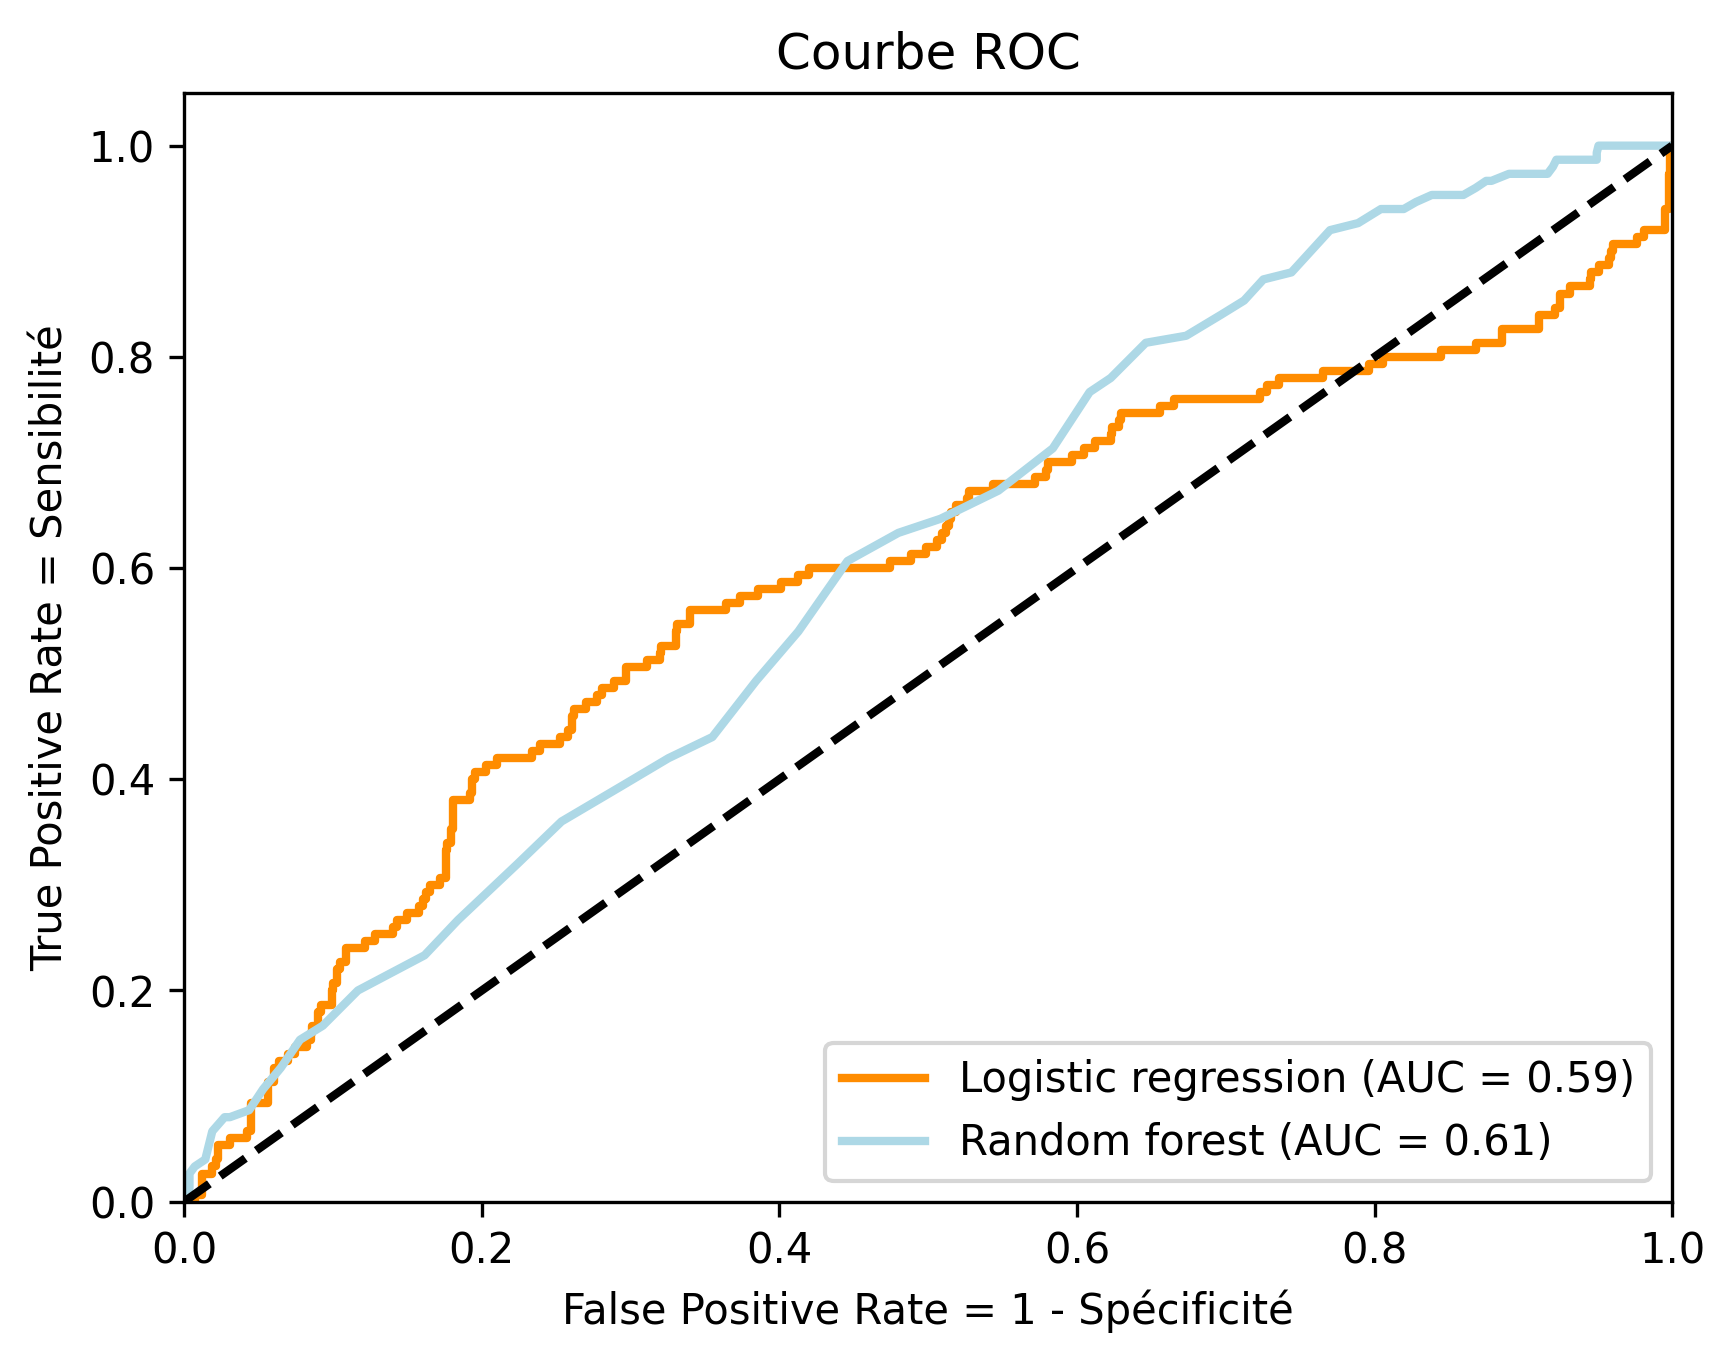 Courbe ROC
True Positive Rate = Sensibilité
1.0
0.8
0.6
0.4
0.2
0.0
Logistic regression (AUC = 0.59)
Random forest (AUC = 0.61)
0.0 0.2 0.4 0.6 0.8 1.0
False Positive Rate = 1 - Spécificité